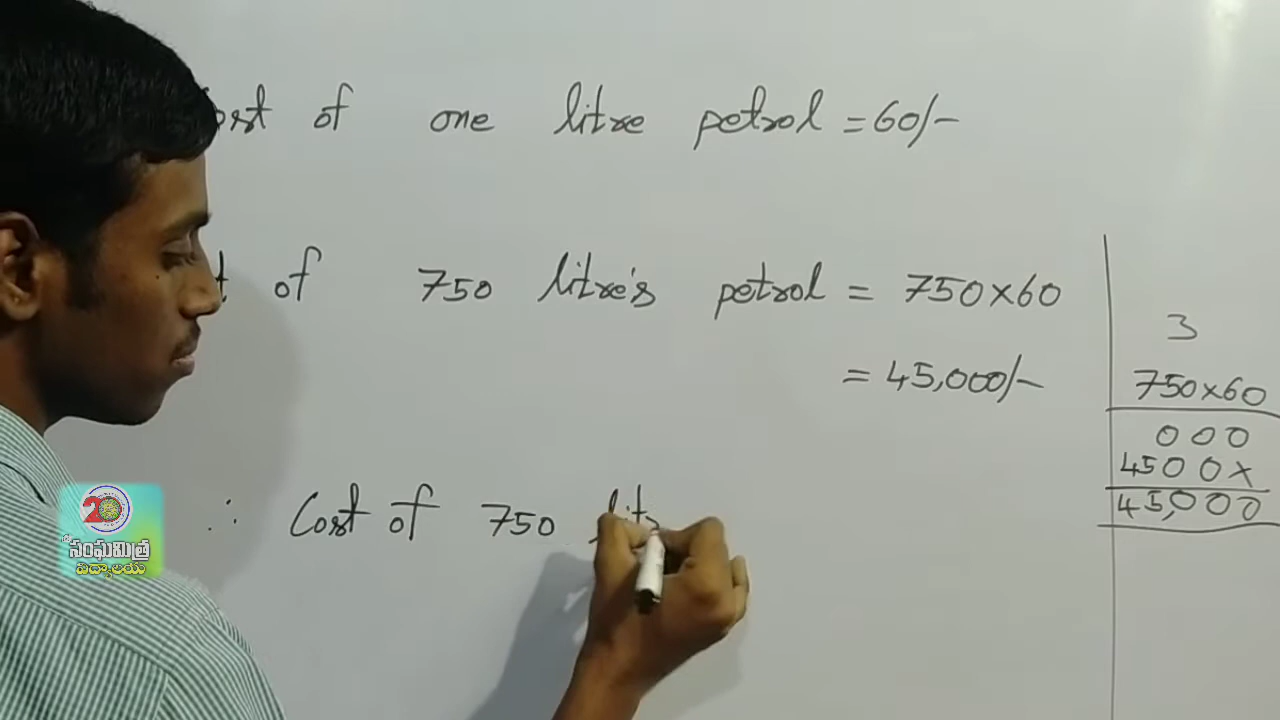 of one litre petrol = 60/-
of 750 litre's petrol = 750×60
= 45,000/-
∴ Cost of 750
3
750×60
000
4500×
45,000
20
సంఘమిత్ర
విద్యాలయ